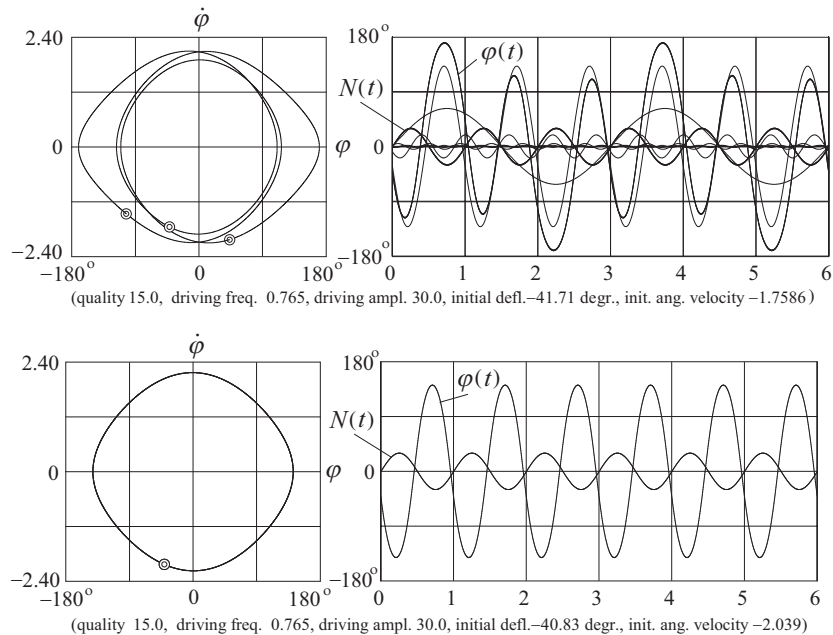 φ̇
2.40
0
−2.40
−180°
0
180°
φ
180°
φ(t)
N(t)
0
−180°
0 1 2 3 4 5 6
(quality 15.0, driving freq. 0.765, driving ampl. 30.0, initial defl.−41.71 degr., init. ang. velocity −1.7586)
φ̇
2.40
0
−2.40
−180°
0
180°
φ
180°
φ(t)
N(t)
0
−180°
0 1 2 3 4 5 6
(quality 15.0, driving freq. 0.765, driving ampl. 30.0, initial defl.−40.83 degr., init. ang. velocity −2.039)